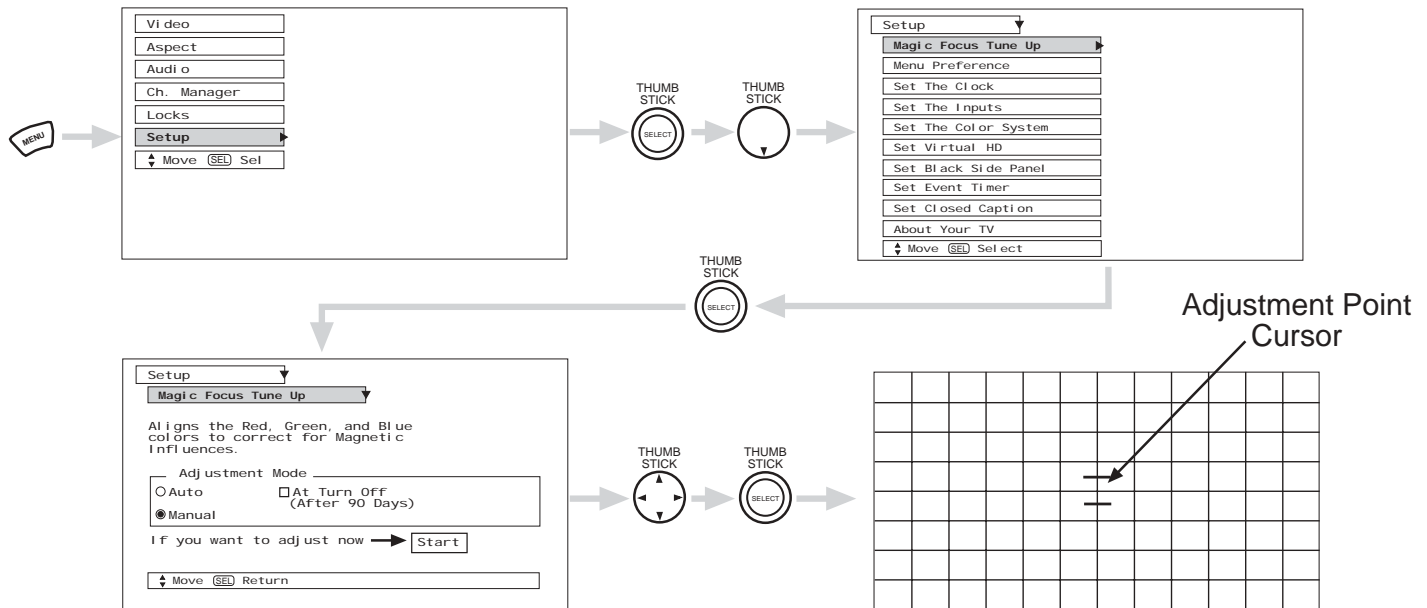 MENU
Video
Aspect
Audio
Ch. Manager
Locks
Setup
Move SEL Sel
THUMB
STICK
SELECT
THUMB
STICK
Setup
Magic Focus Tune Up
Menu Preference
Set The Clock
Set The Inputs
Set The Color System
Set Virtual HD
Set Black Side Panel
Set Event Timer
Set Closed Caption
About Your TV
Move SEL Select
THUMB
STICK
SELECT
Setup
Magic Focus Tune Up
Aligns the Red, Green, and Blue
colors to correct for Magnetic
Influences.
Adjustment Mode
Auto
At Turn Off
(After 90 Days)
Manual
If you want to adjust now
Start
Move SEL Return
THUMB
STICK
THUMB
STICK
SELECT
Adjustment Point
Cursor